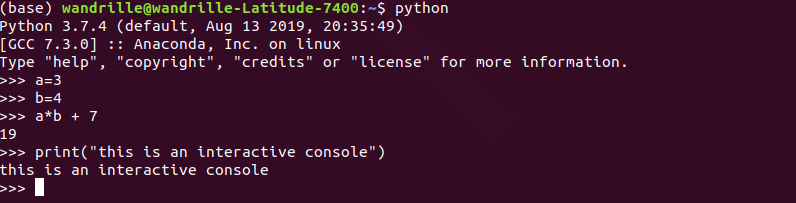 (base) wandrille@wandrille-Latitude-7400:~$ python
Python 3.7.4 (default, Aug 13 2019, 20:35:49)
[GCC 7.3.0] :: Anaconda, Inc. on linux
Type "help", "copyright", "credits" or "license" for more information.
>>> a=3
>>> b=4
>>> a*b + 7
19
>>> print("this is an interactive console")
this is an interactive console
>>>